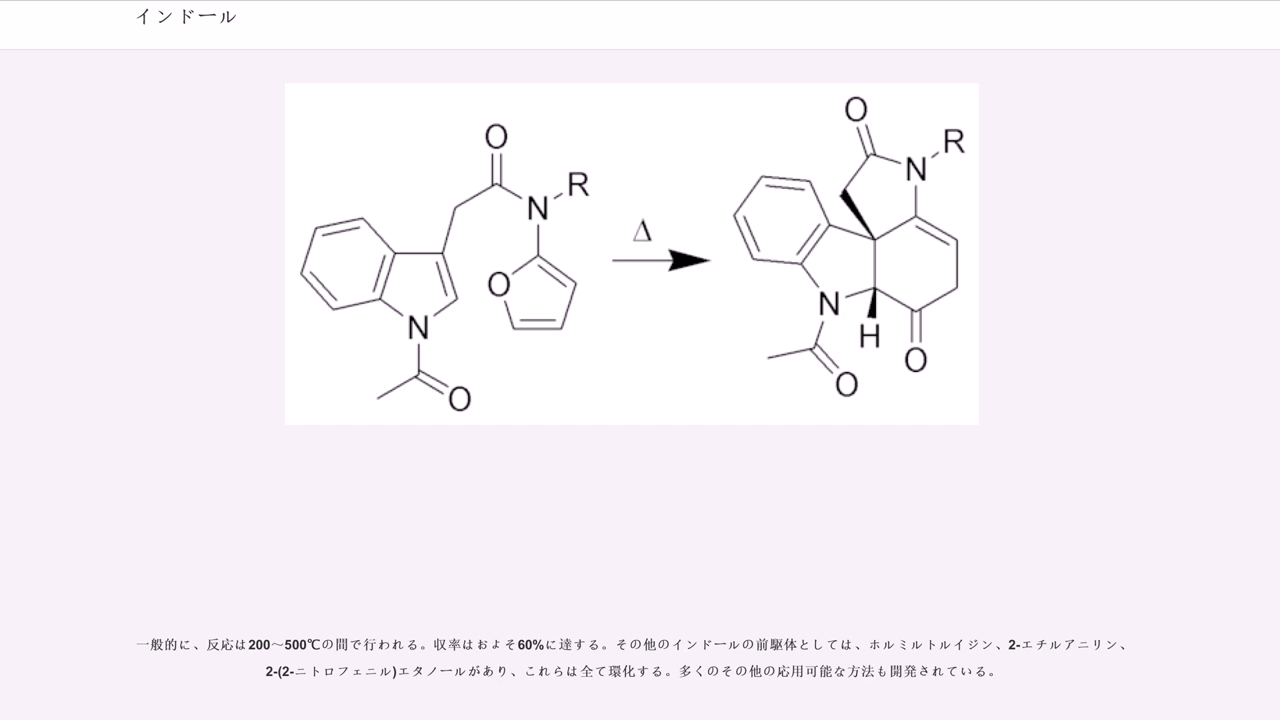 インドール
O
N
R
O
N
O
Δ
O
N
R
N
H
O
O
一般的に、反応は200～500℃の間で行われる。収率はおよそ60%に達する。その他のインドールの前駆体としては、ホルミルトルイジン、2-エチルアニリン、
2-(2-ニトロフェニル)エタノールがあり、これらは全て環化する。多くのその他の応用可能な方法も開発されている。